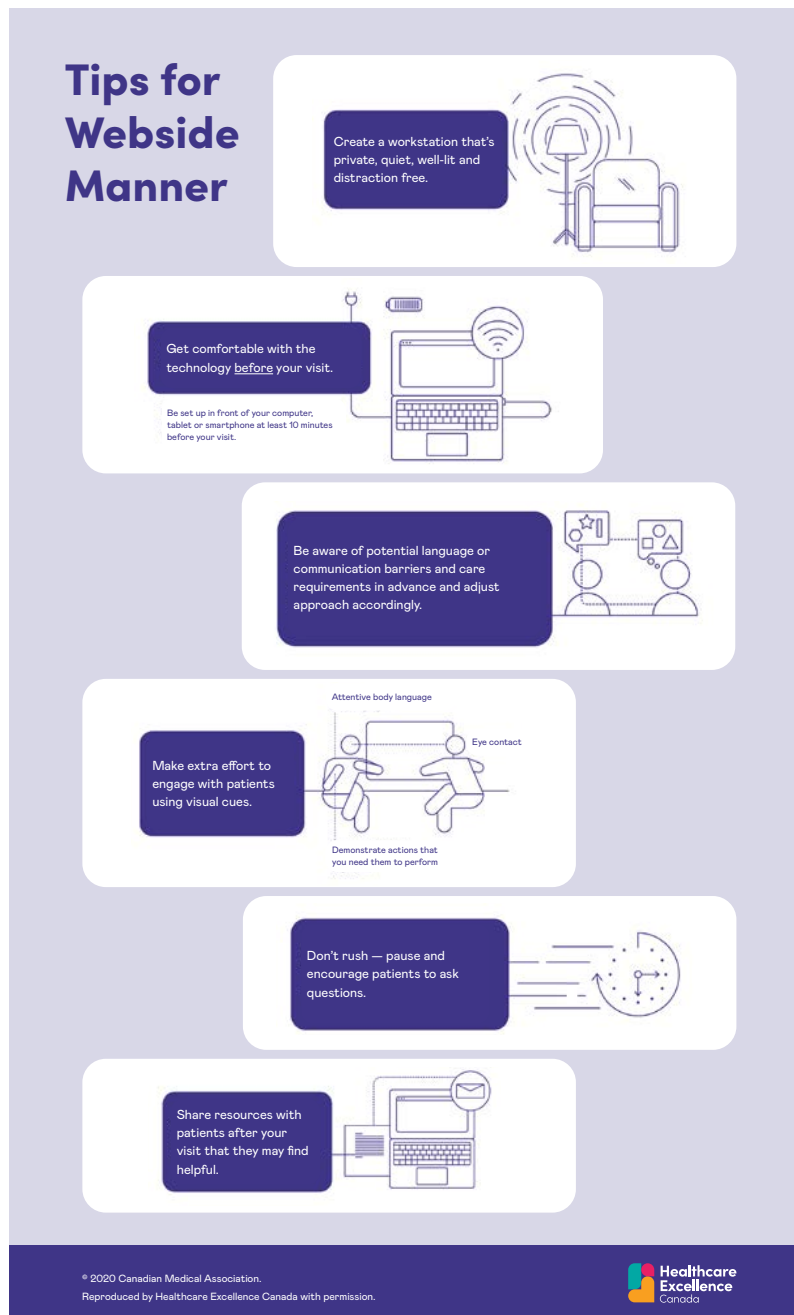 Tips for
Webside
Manner
Create a workstation that's
private, quiet, well-lit and
distraction free.
Get comfortable with the
technology before your visit.
Be set up in front of your computer,
tablet or smartphone at least 10 minutes
before your visit.
Be aware of potential language or
communication barriers and care
requirements in advance and adjust
approach accordingly.
Attentive body language
Eye contact
Make extra effort to
engage with patients
using visual cues.
Demonstrate actions that
you need them to perform
Don't rush — pause and
encourage patients to ask
questions.
Share resources with
patients after your
visit that they may find
helpful.
© 2020 Canadian Medical Association.
Reproduced by Healthcare Excellence Canada with permission.
Healthcare
Excellence
Canada